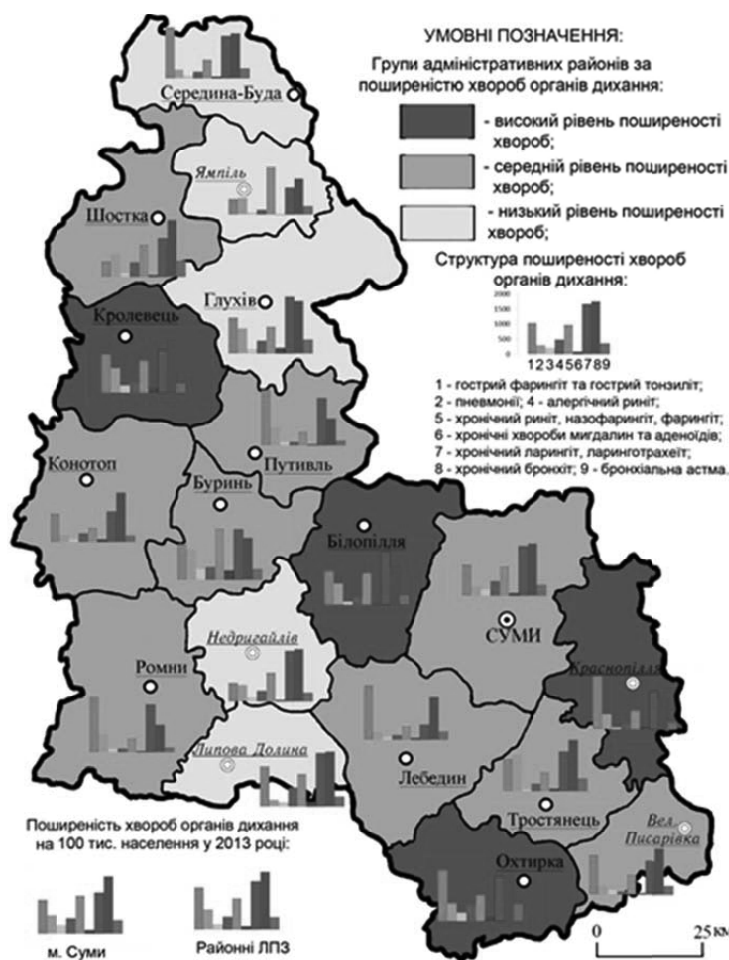 УМОВНІ ПОЗНАЧЕННЯ:
Групи адміністративних районів за
поширеністю хвороб органів дихання:
- високий рівень поширеності
хвороб;
- середній рівень поширеності
хвороб;
- низький рівень поширеності
хвороб;
Структура поширеності хвороб
органів дихання:
2000
1500
1000
500
0
123456789
1 - гострий фарингіт та гострий тонзиліт;
2 - пневмонії; 4 - алергічний риніт;
5 - хронічний риніт, назофарингіт, фарингіт;
6 - хронічні хвороби мигдалин та аденоїдів;
7 - хронічний ларингіт, ларинготрахеїт;
8 - хронічний бронхіт; 9 - бронхіальна астма.
Середина-Буда
Ямпіль
Шостка
Глухів
Кролевець
Путивль
Конотоп
Буринь
Білопілля
СУМИ
Недригайлів
Краснопілля
Ромни
Липова Долина
Лебедин
Тростянець
Вел.
Писарівка
Охтирка
Поширеність хвороб органів дихання
на 100 тис. населення у 2013 році:
м. Суми
Районні ЛПЗ
0 25 КМ